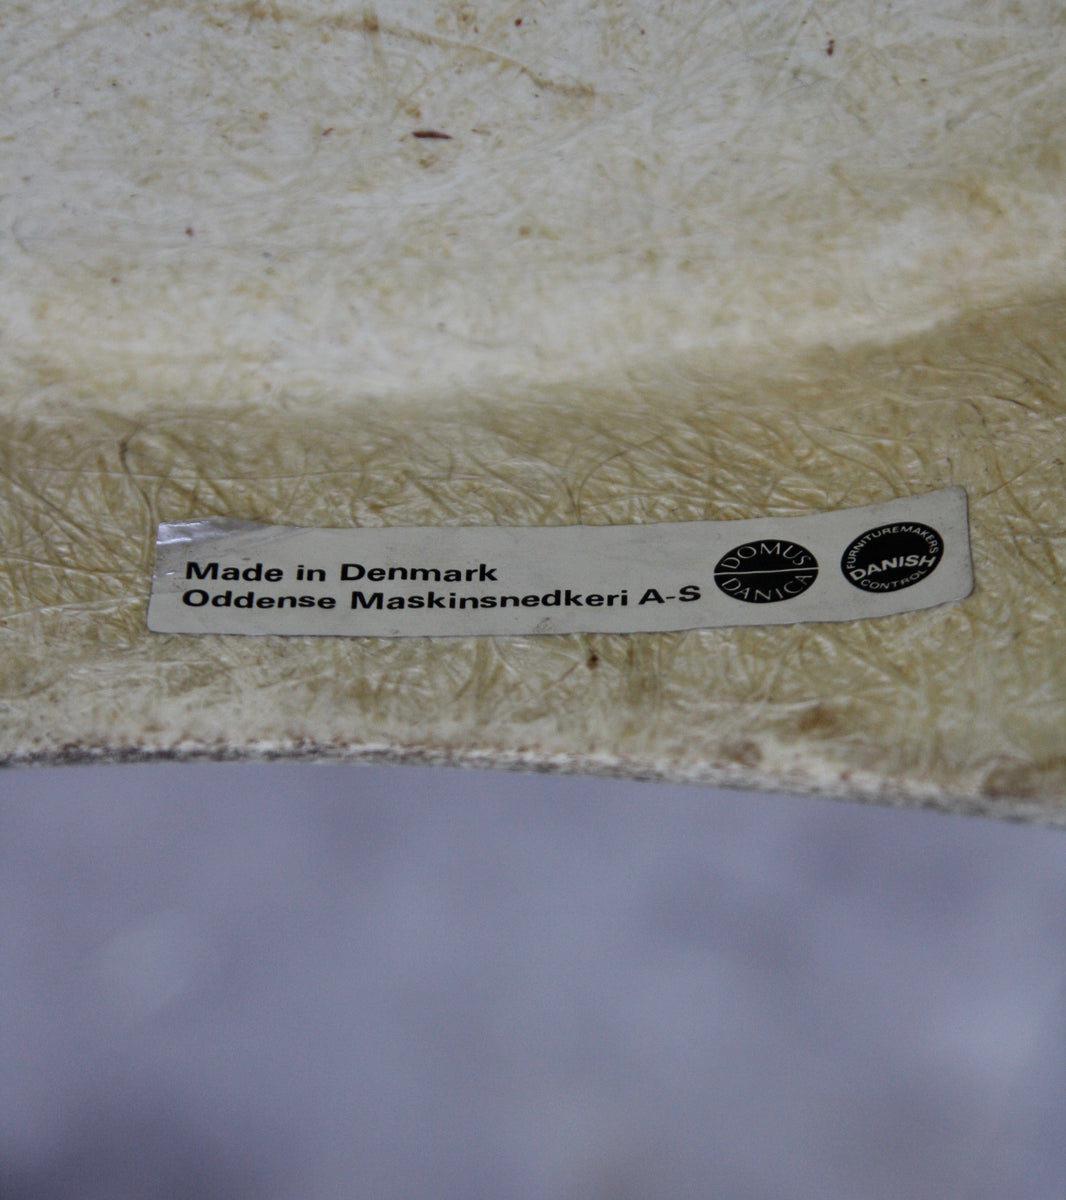 Made in Denmark
Oddense Maskinsnedkeri A-S
DOMUS
DANICA
FURNITUREMAKERS
DANISH
CONTROL